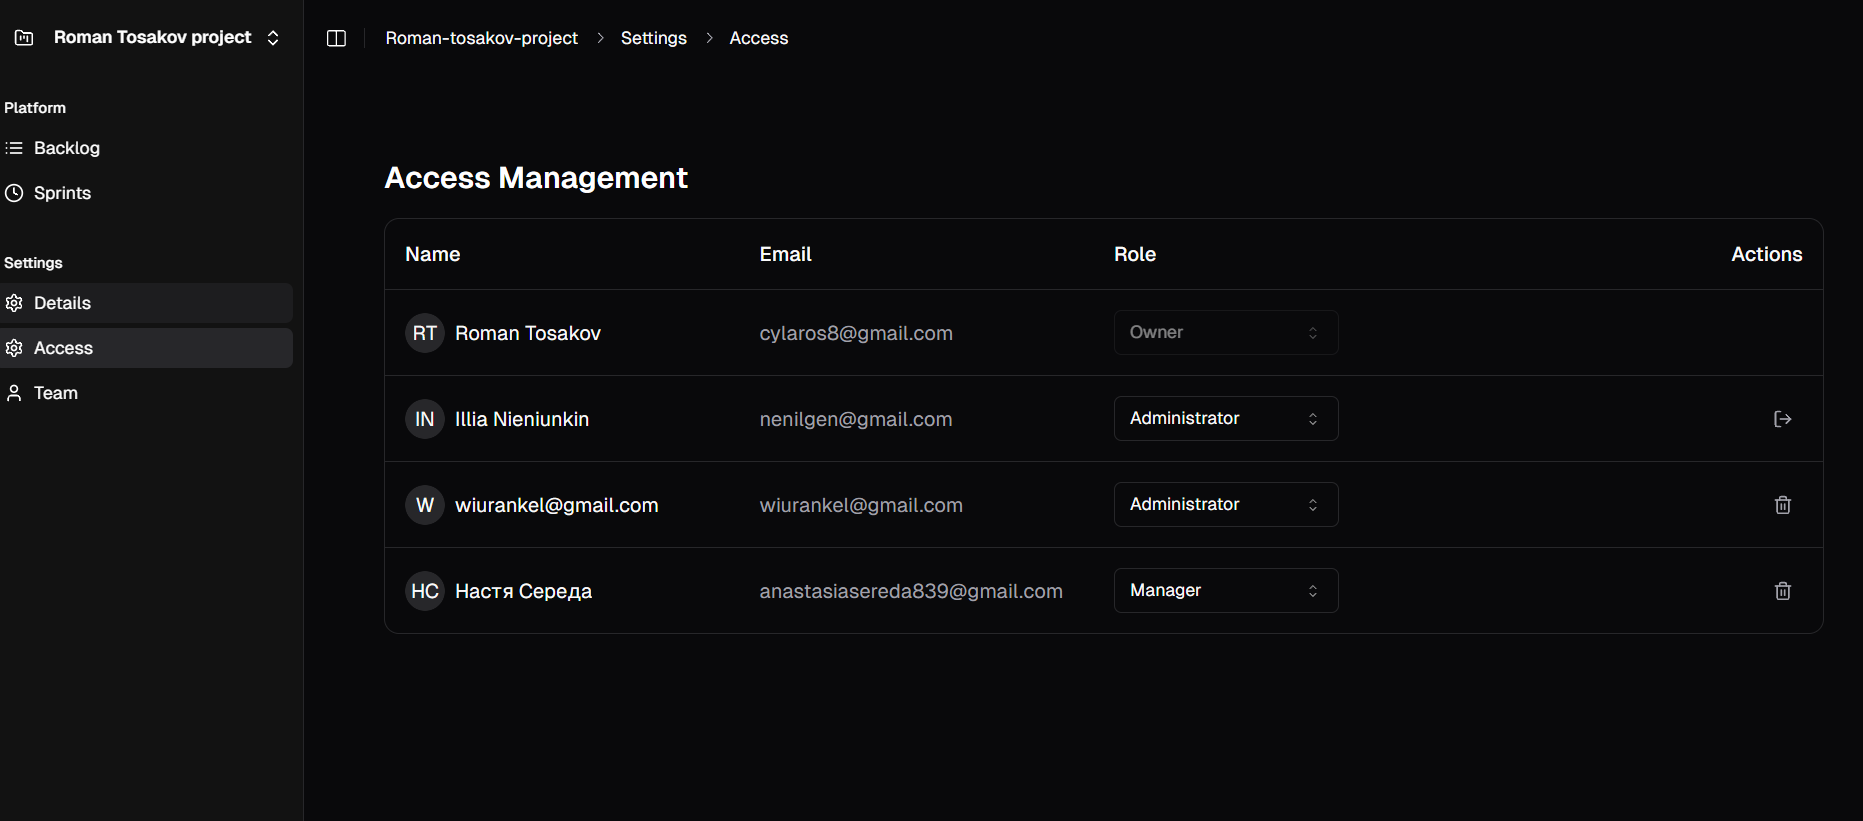 Roman Tosakov project
Roman-tosakov-project > Settings > Access
Platform
Backlog
Sprints
Settings
Details
Access
Team
Access Management
Name Email Role Actions
RT Roman Tosakov cylaros8@gmail.com Owner
IN Illia Nieniunkin nenilgen@gmail.com Administrator
W wiurankel@gmail.com wiurankel@gmail.com Administrator
НС Настя Середа anastasiasereda839@gmail.com Manager